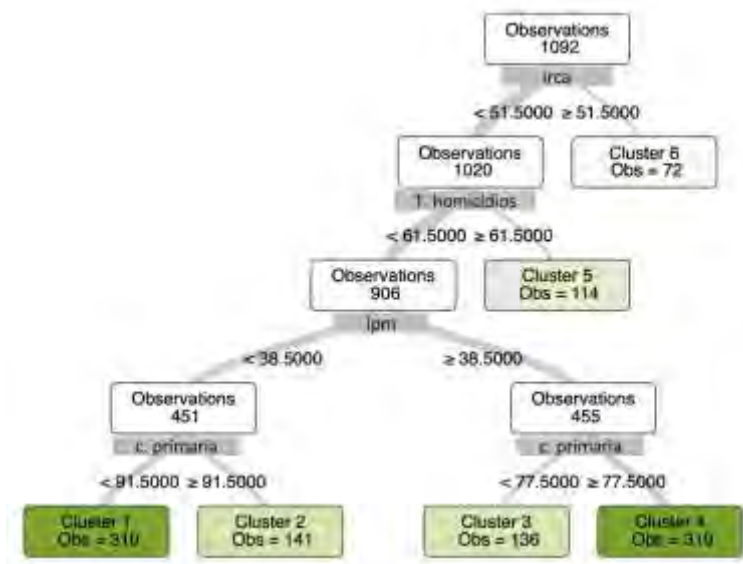 Observations
1092
irca
< 51.5000 ≥ 51.5000
Observations
1020
Cluster 6
Obs = 72
T. homicidios
< 61.5000 ≥ 61.5000
Observations
906
Cluster 5
Obs = 114
Ipm
< 38.5000 ≥ 38.5000
Observations
451
Observations
455
c. primaria
c. primaria
< 91.5000 ≥ 91.5000
< 77.5000 ≥ 77.5000
Cluster 1
Obs = 310
Cluster 2
Obs = 141
Cluster 3
Obs = 136
Cluster 4
Obs = 319